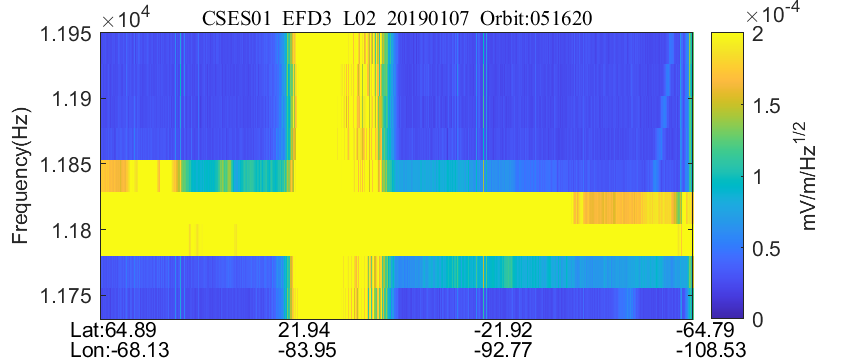 CSES01 EFD3 L02 20190107 Orbit:051620
×10⁴
×10⁻⁴
1.195
1.19
1.185
1.18
1.175
Frequency(Hz)
2
1.5
1
0.5
0
mV/m/Hz^1/2
Lat:64.89 21.94 -21.92 -64.79
Lon:-68.13 -83.95 -92.77 -108.53